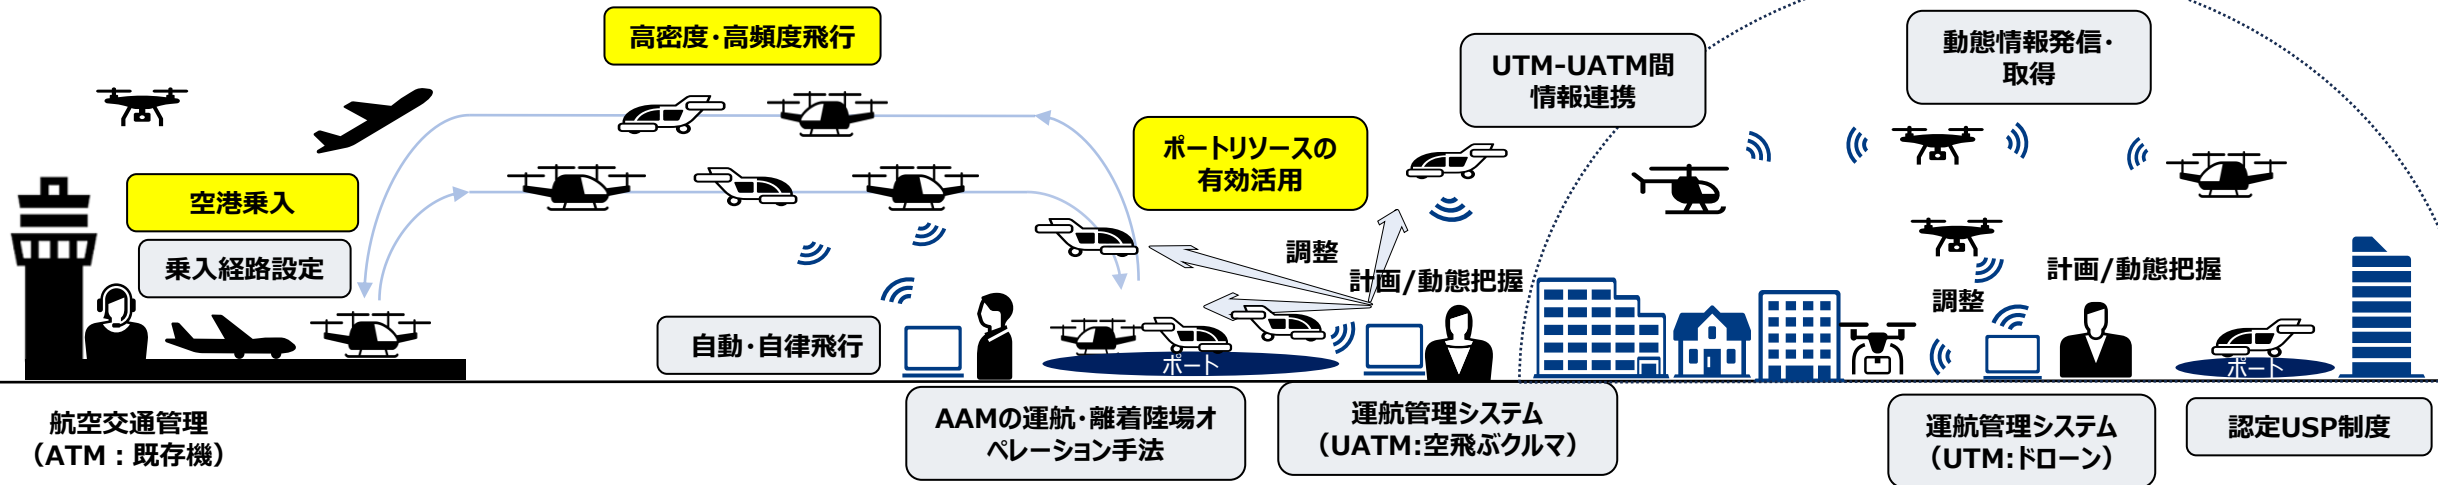 高密度・高頻度飛行
空港乗入
乗入経路設定
自動・自律飛行
ポートリソースの
有効活用
調整
計画/動態把握
UTM-UATM間
情報連携
動態情報発信・
取得
計画/動態把握
調整
ポート
ポート
航空交通管理
（ATM：既存機）
AAMの運航・離着陸場オ
ペレーション手法
運航管理システム
（UATM:空飛ぶクルマ）
運航管理システム
（UTM:ドローン）
認定USP制度